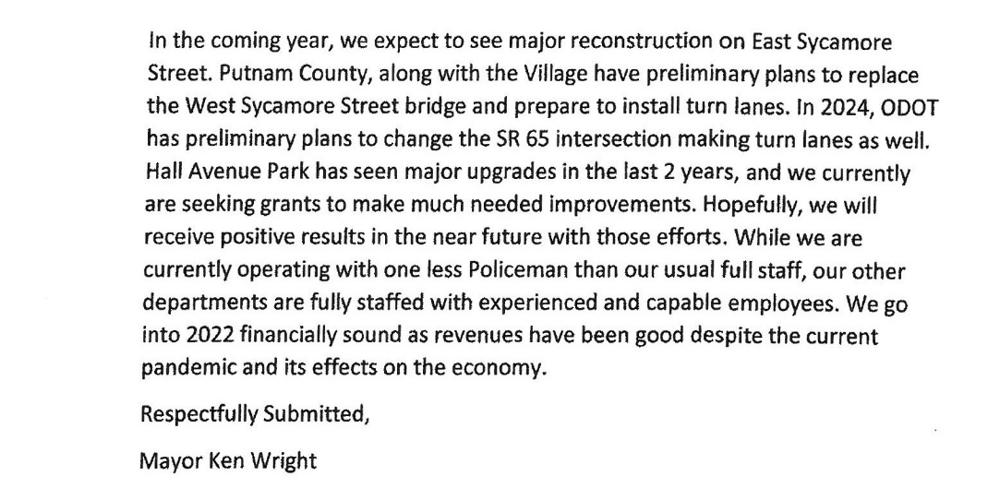 In the coming year, we expect to see major reconstruction on East Sycamore
Street. Putnam County, along with the Village have preliminary plans to replace
the West Sycamore Street bridge and prepare to install turn lanes. In 2024, ODOT
has preliminary plans to change the SR 65 intersection making turn lanes as well.
Hall Avenue Park has seen major upgrades in the last 2 years, and we currently
are seeking grants to make much needed improvements. Hopefully, we will
receive positive results in the near future with those efforts. While we are
currently operating with one less Policeman than our usual full staff, our other
departments are fully staffed with experienced and capable employees. We go
into 2022 financially sound as revenues have been good despite the current
pandemic and its effects on the economy.
Respectfully Submitted,
Mayor Ken Wright